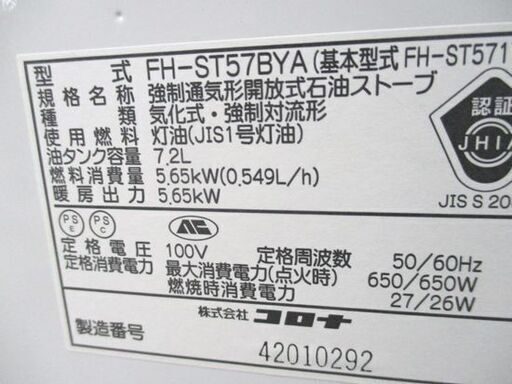 型 式 FH-ST57BYA(基本型式 FH-ST571
名 称 強制通気形開放式石油ストーブ
種 類 気化式・強制対流形
使用燃料 灯油(JIS1号灯油)
油タンク容量 7.2L
燃料消費量 5.65kW(0.549L/h)
暖房出力 5.65kW
認証
JHIA
JIS S 20
PS E PS C
定格電圧 100V 定格周波数 50/60Hz
定格消費電力 最大消費電力(点火時) 650/650W
燃焼時消費電力 27/26W
株式会社 コロナ
製造番号 42010292